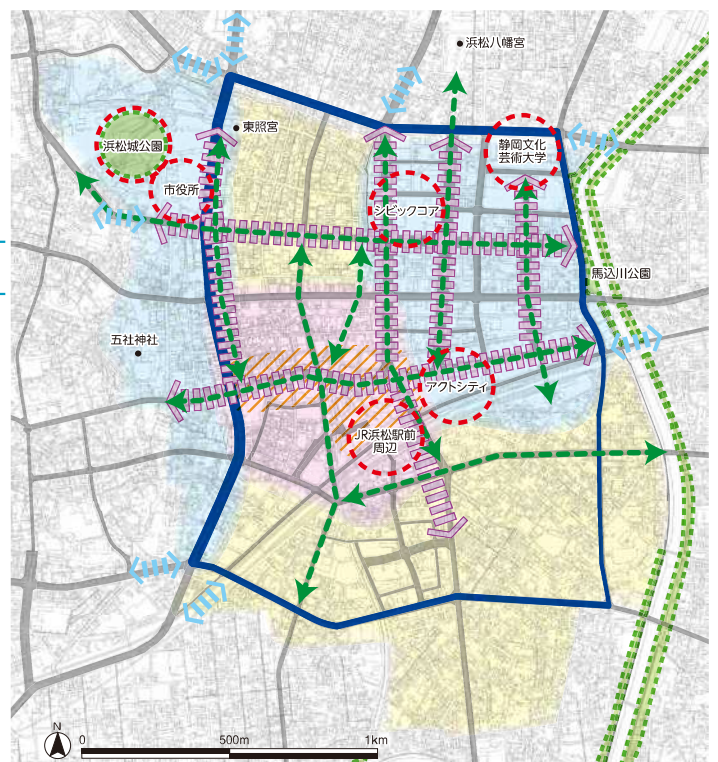 浜松八幡宮
東照宮
静岡文化
芸術大学
浜松城公園
市役所
シビックコア
馬込川公園
五社神社
アクトシティ
JR浜松駅前
周辺
N
0
500m
1km